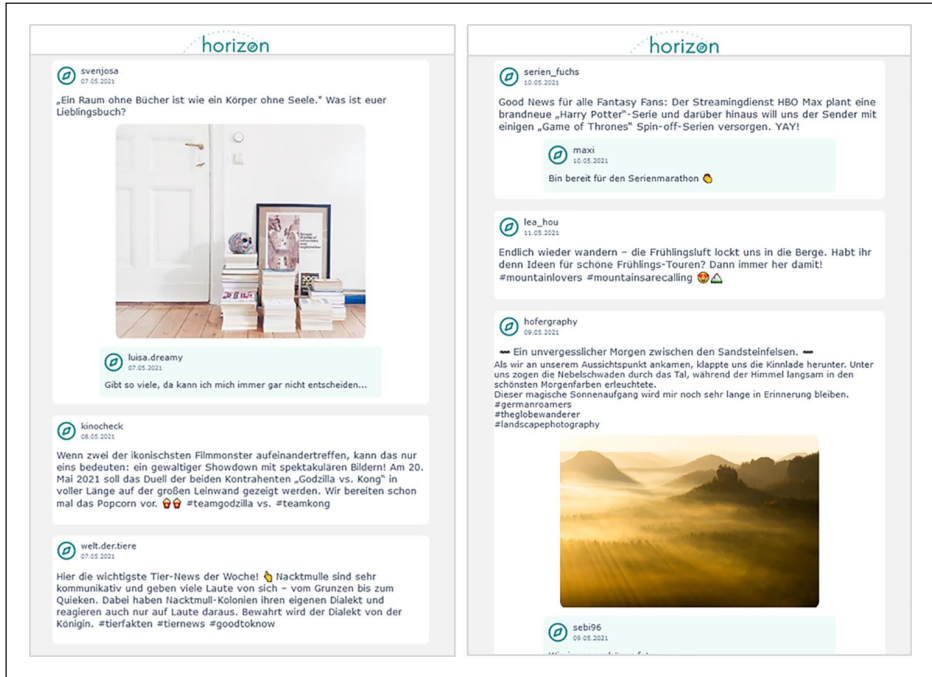 horizøn
svenjosa
07.05.2021
„Ein Raum ohne Bücher ist wie ein Körper ohne Seele.“ Was ist euer
Lieblingsbuch?
luisa.dreamy
07.05.2021
Gibt so viele, da kann ich mich immer gar nicht entscheiden...
kinocheck
08.05.2021
Wenn zwei der ikonischsten Filmmonster aufeinandertreffen, kann das nur
eins bedeuten: ein gewaltiger Showdown mit spektakulären Bildern! Am 20.
Mai 2021 soll das Duell der beiden Kontrahenten „Godzilla vs. Kong“ in
voller Länge auf der großen Leinwand gezeigt werden. Wir bereiten schon
mal das Popcorn vor. 🍿🍿 #teamgodzilla vs. #teamkong
welt.der.tiere
07.05.2021
Hier die wichtigste Tier-News der Woche! 👆 Nacktmulle sind sehr
kommunikativ und geben viele Laute von sich – vom Grunzen bis zum
Quieken. Dabei haben Nacktmull-Kolonien ihren eigenen Dialekt und
reagieren auch nur auf Laute daraus. Bewahrt wird der Dialekt von der
Königin. #tierfakten #tiernews #goodtoknow
horizøn
serien_fuchs
10.05.2021
Good News für alle Fantasy Fans: Der Streamingdienst HBO Max plant eine
brandneue „Harry Potter“-Serie und darüber hinaus will uns der Sender mit
einigen „Game of Thrones“ Spin-off-Serien versorgen. YAY!
maxi
10.05.2021
Bin bereit für den Serienmarathon 👏
lea_hou
11.05.2021
Endlich wieder wandern – die Frühlingsluft lockt uns in die Berge. Habt ihr
denn Ideen für schöne Frühlings-Touren? Dann immer her damit!
#mountainlovers #mountainsarecalling 😍🏔
hofergraphy
09.05.2021
〰 Ein unvergesslicher Morgen zwischen den Sandsteinfelsen. 〰
Als wir an unserem Aussichtspunkt ankamen, klappte uns die Kinnlade herunter. Unter
uns zogen die Nebelschwaden durch das Tal, während der Himmel langsam in den
schönsten Morgenfarben erleuchtete.
Dieser magische Sonnenaufgang wird mir noch sehr lange in Erinnerung bleiben.
#germanroamers
#theglobewanderer
#landscapephotography
sebi96
09.05.2021